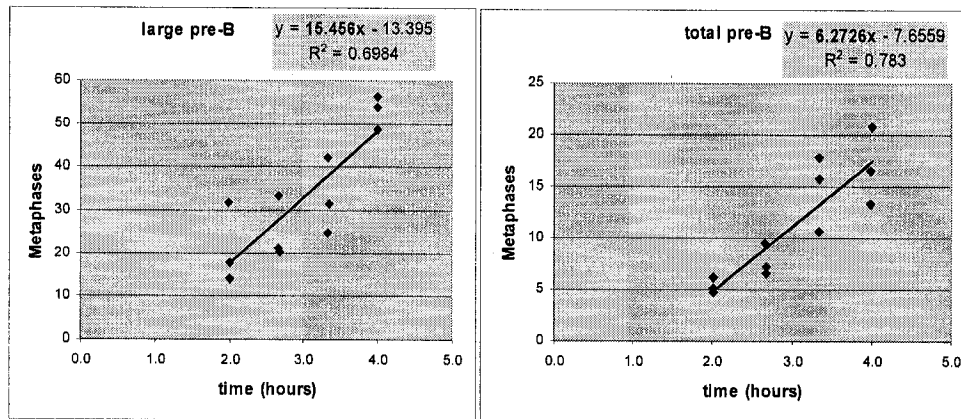 large pre-B
y = 15.456x - 13.395
R² = 0.6984
Metaphases
60
50
40
30
20
10
0
0.0 1.0 2.0 3.0 4.0 5.0
time (hours)
total pre-B
y = 6.2726x - 7.6559
R² = 0.783
Metaphases
25
20
15
10
5
0
0.0 1.0 2.0 3.0 4.0 5.0
time (hours)